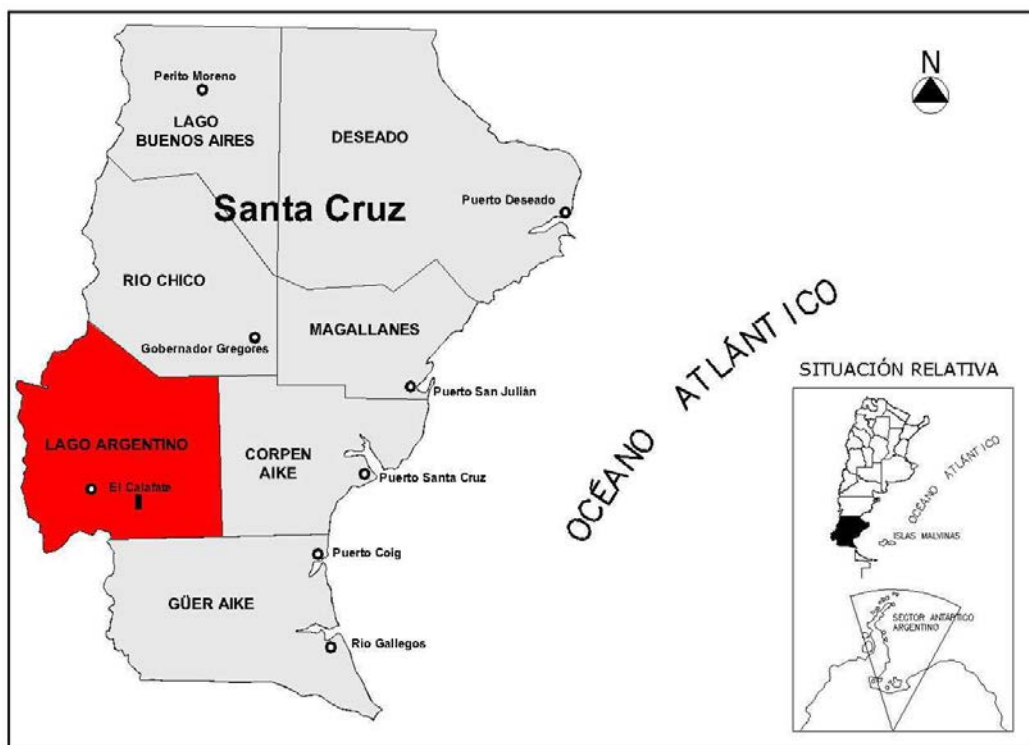 N
Perito Moreno
LAGO
BUENOS AIRES
DESEADO
Santa Cruz
Puerto Deseado
RIO CHICO
MAGALLANES
Gobernador Gregores
Puerto San Julián
OCÉANO ATLÁNTICO
LAGO ARGENTINO
CORPEN
AIKE
El Calafate
Puerto Santa Cruz
Puerto Coig
GÜER AIKE
Rio Gallegos
SITUACIÓN RELATIVA
OCÉANO ATLÁNTICO
ISLAS MALVINAS
SECTOR ANTÁRTICO
ARGENTINO